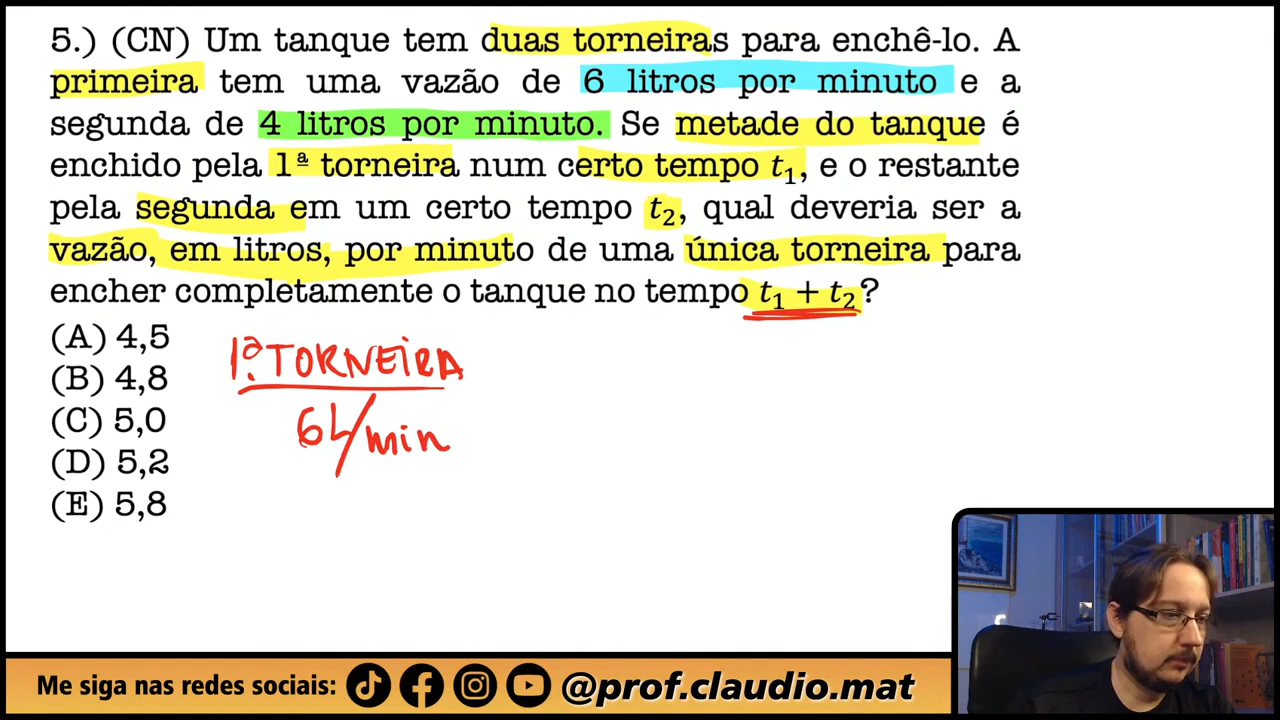 5.) (CN) Um tanque tem duas torneiras para enchê-lo. A
primeira tem uma vazão de 6 litros por minuto e a
segunda de 4 litros por minuto. Se metade do tanque é
enchido pela 1ª torneira num certo tempo t₁, e o restante
pela segunda em um certo tempo t₂, qual deveria ser a
vazão, em litros, por minuto de uma única torneira para
encher completamente o tanque no tempo t₁ + t₂?
(A) 4,5
(B) 4,8
(C) 5,0
(D) 5,2
(E) 5,8
1ª TORNEIRA
6L/min
Me siga nas redes sociais: @prof.claudio.mat